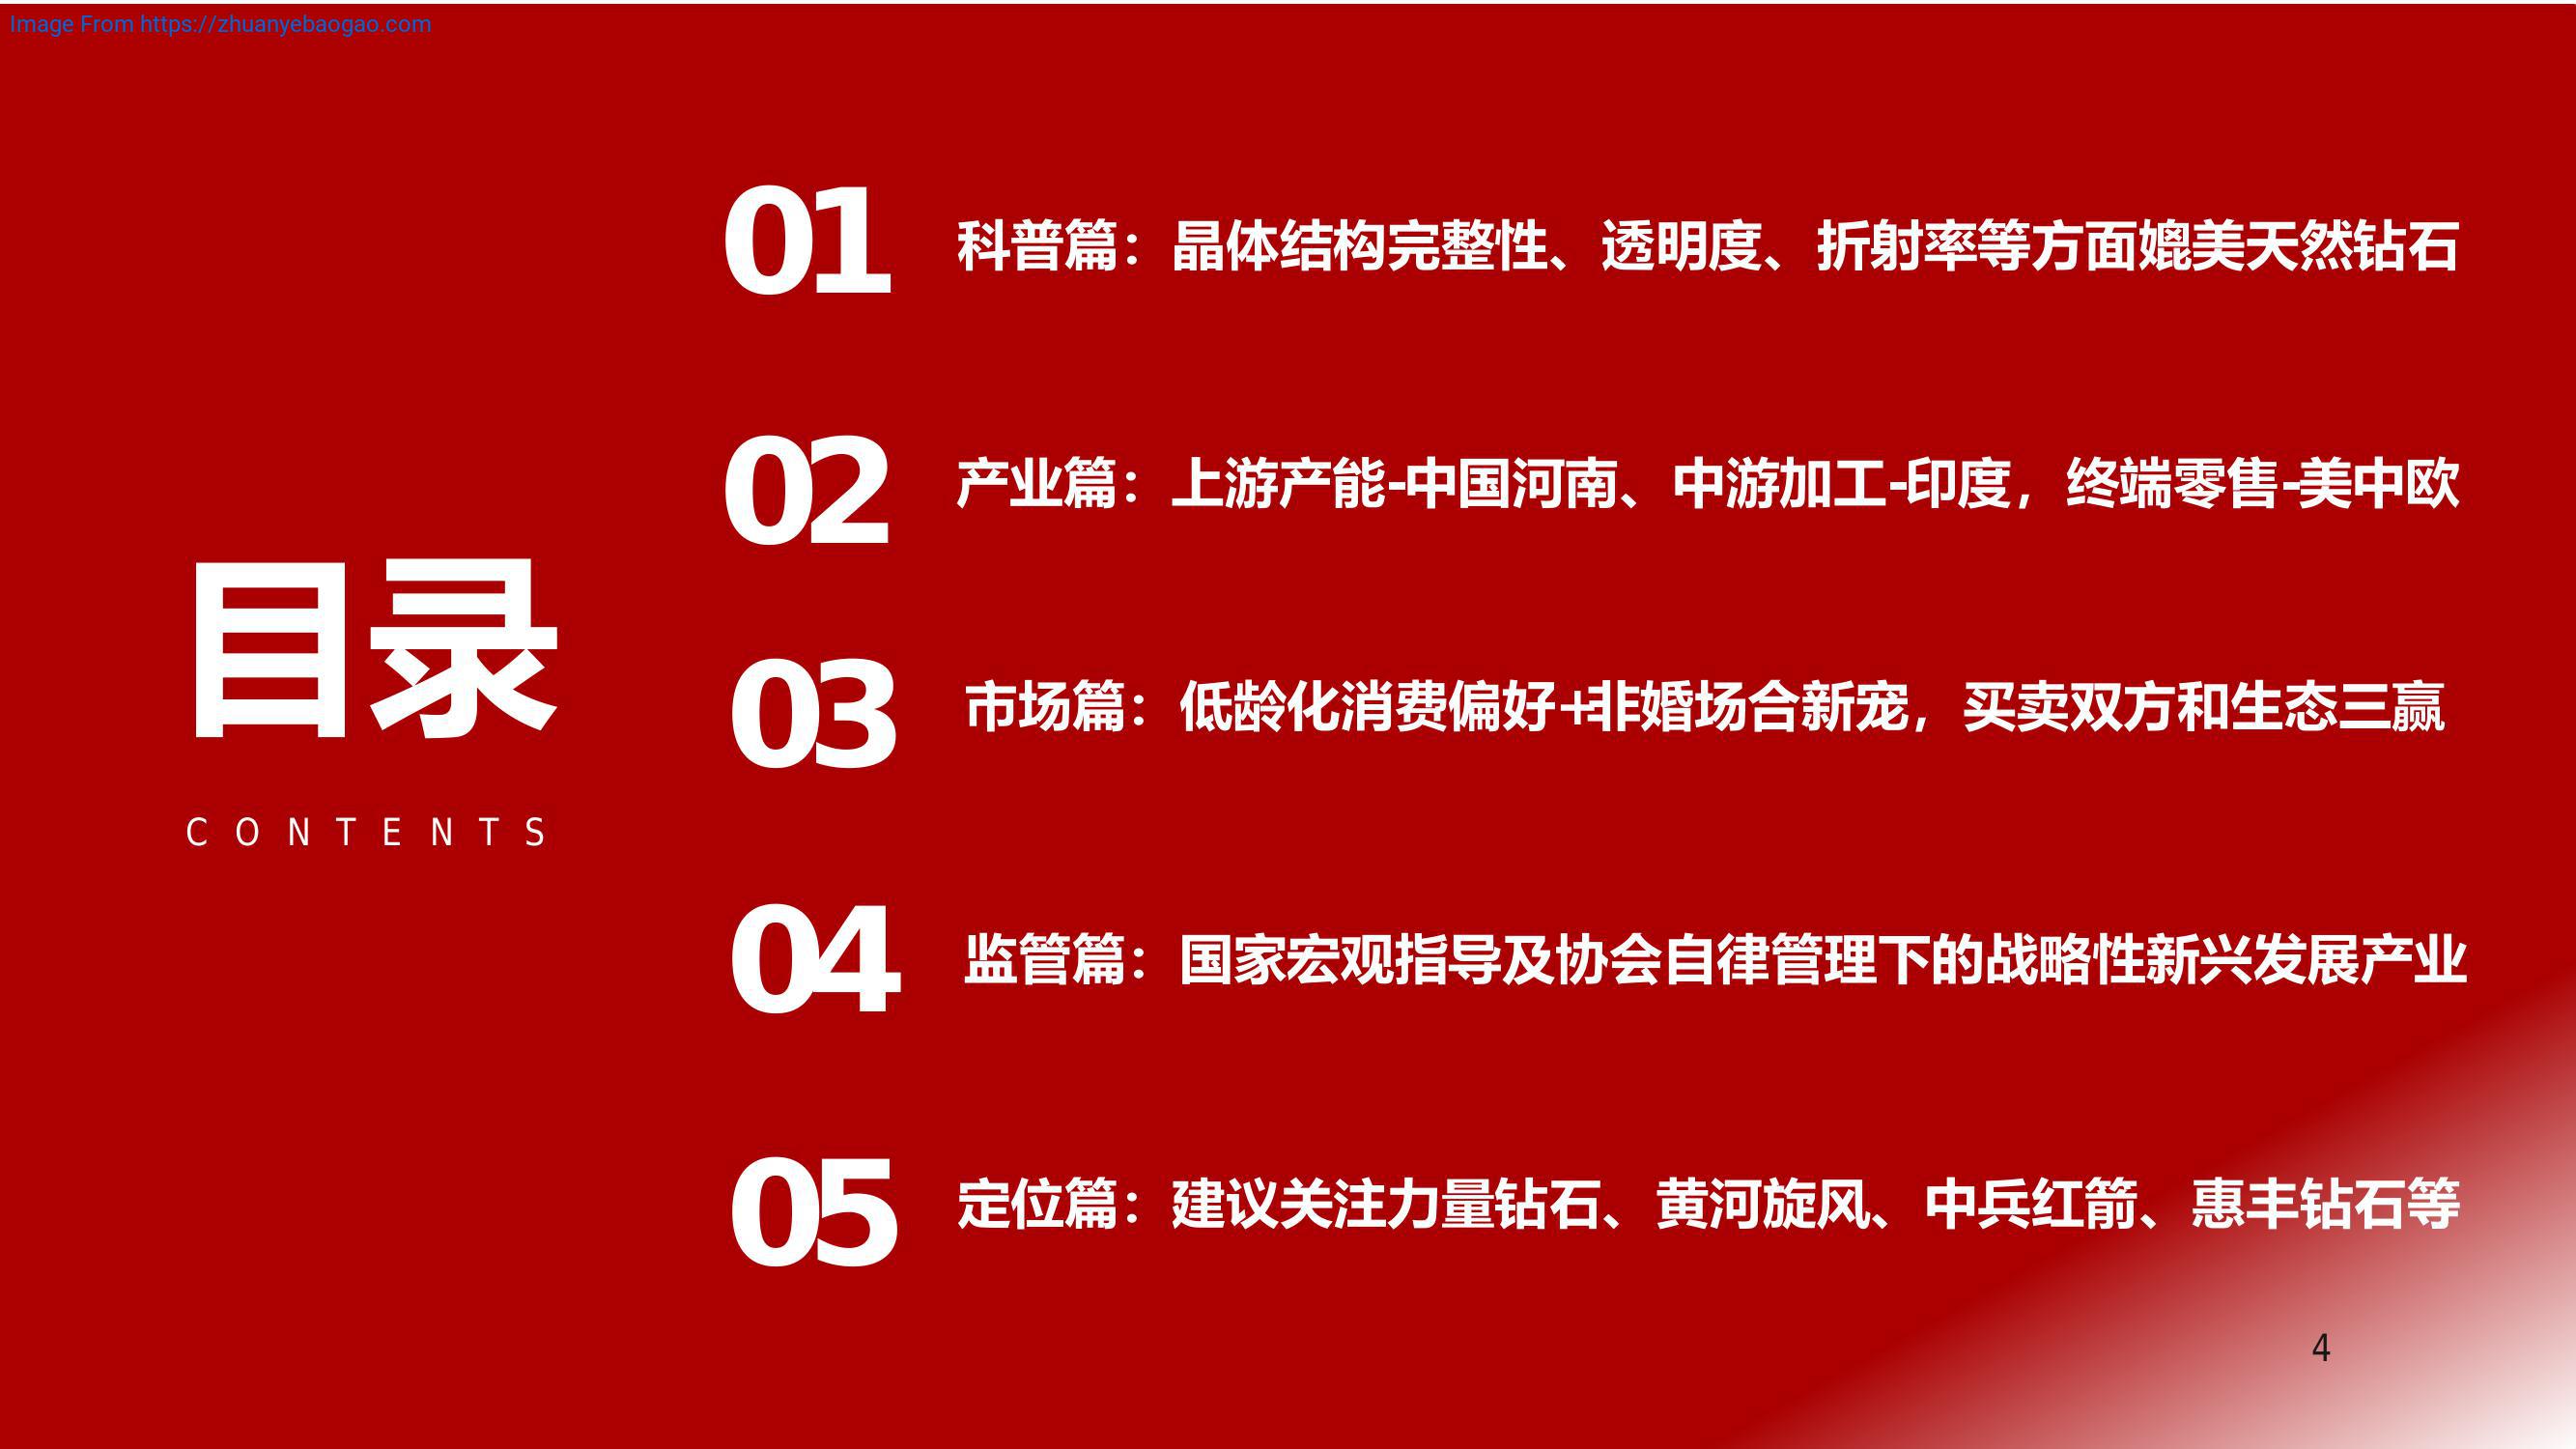 Image From https://zhuanyebaogao.com
目录
CONTENTS
01 科普篇：晶体结构完整性、透明度、折射率等方面媲美天然钻石
02 产业篇：上游产能-中国河南、中游加工-印度，终端零售-美中欧
03 市场篇：低龄化消费偏好+非婚场合新宠，买卖双方和生态三赢
04 监管篇：国家宏观指导及协会自律管理下的战略性新兴发展产业
05 定位篇：建议关注力量钻石、黄河旋风、中兵红箭、惠丰钻石等
4